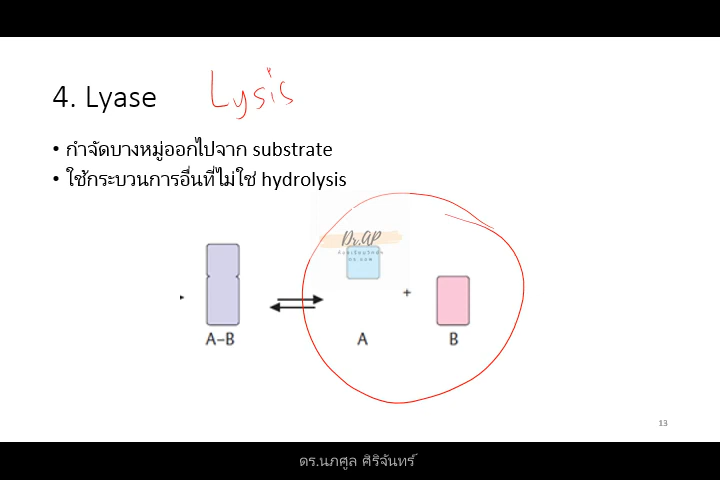 4. Lyase Lysis
• กำจัดบางหมู่ออกไปจาก substrate
• ใช้กระบวนการอื่นที่ไม่ใช่ hydrolysis
Dr.AP
+
A–B A B
13
ดร.นภศูล ศิริจันทร์